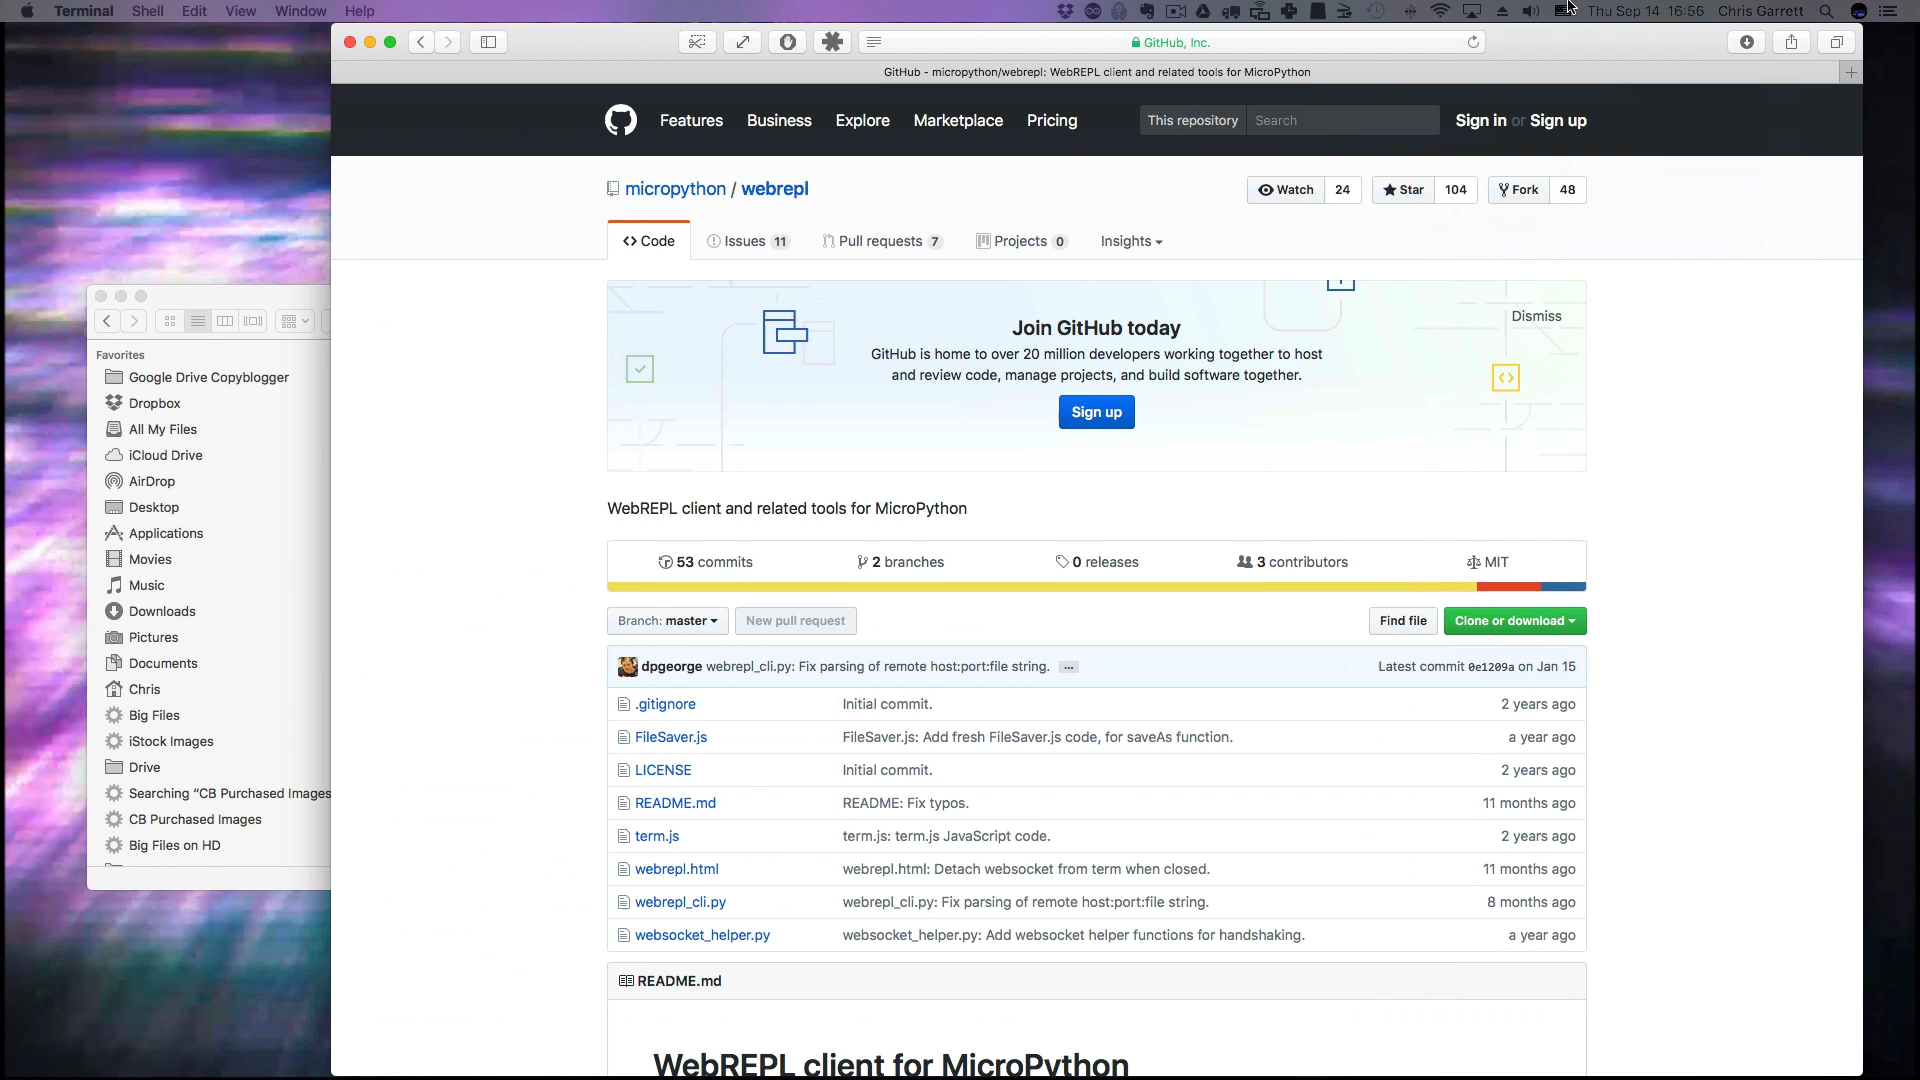 Terminal Shell Edit View Window Help
Thu Sep 14 16:56 Chris Garrett
GitHub, Inc.
GitHub - micropython/webrepl: WebREPL client and related tools for MicroPython
Features Business Explore Marketplace Pricing
This repository Search
Sign in or Sign up
micropython / webrepl
Watch 24 Star 104 Fork 48
Code Issues 11 Pull requests 7 Projects 0 Insights
Join GitHub today
Dismiss
GitHub is home to over 20 million developers working together to host
and review code, manage projects, and build software together.
Sign up
WebREPL client and related tools for MicroPython
53 commits 2 branches 0 releases 3 contributors MIT
Branch: master New pull request Find file Clone or download
dpgeorge webrepl_cli.py: Fix parsing of remote host:port:file string. ... Latest commit 0e1209a on Jan 15
.gitignore Initial commit. 2 years ago
FileSaver.js FileSaver.js: Add fresh FileSaver.js code, for saveAs function. a year ago
LICENSE Initial commit. 2 years ago
README.md README: Fix typos. 11 months ago
term.js term.js: term.js JavaScript code. 2 years ago
webrepl.html webrepl.html: Detach websocket from term when closed. 11 months ago
webrepl_cli.py webrepl_cli.py: Fix parsing of remote host:port:file string. 8 months ago
websocket_helper.py websocket_helper.py: Add websocket helper functions for handshaking. a year ago
README.md
WebREPL client for MicroPython
Favorites
Google Drive Copyblogger
Dropbox
All My Files
iCloud Drive
AirDrop
Desktop
Applications
Movies
Music
Downloads
Pictures
Documents
Chris
Big Files
iStock Images
Drive
Searching “CB Purchased Images
CB Purchased Images
Big Files on HD